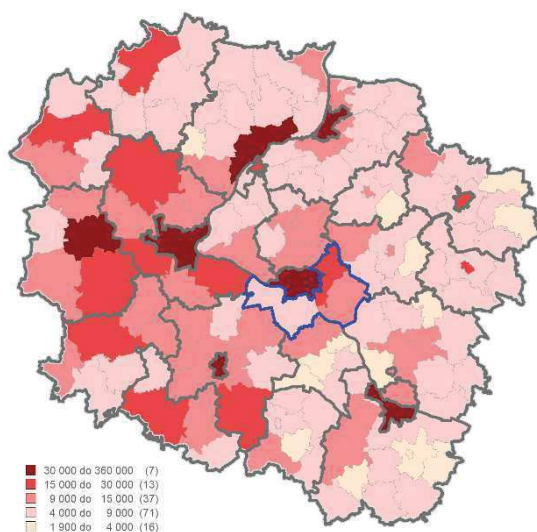 30 000 do 360 000 (7)
15 000 do 30 000 (13)
9 000 do 15 000 (37)
4 000 do 9 000 (71)
1 900 do 4 000 (16)